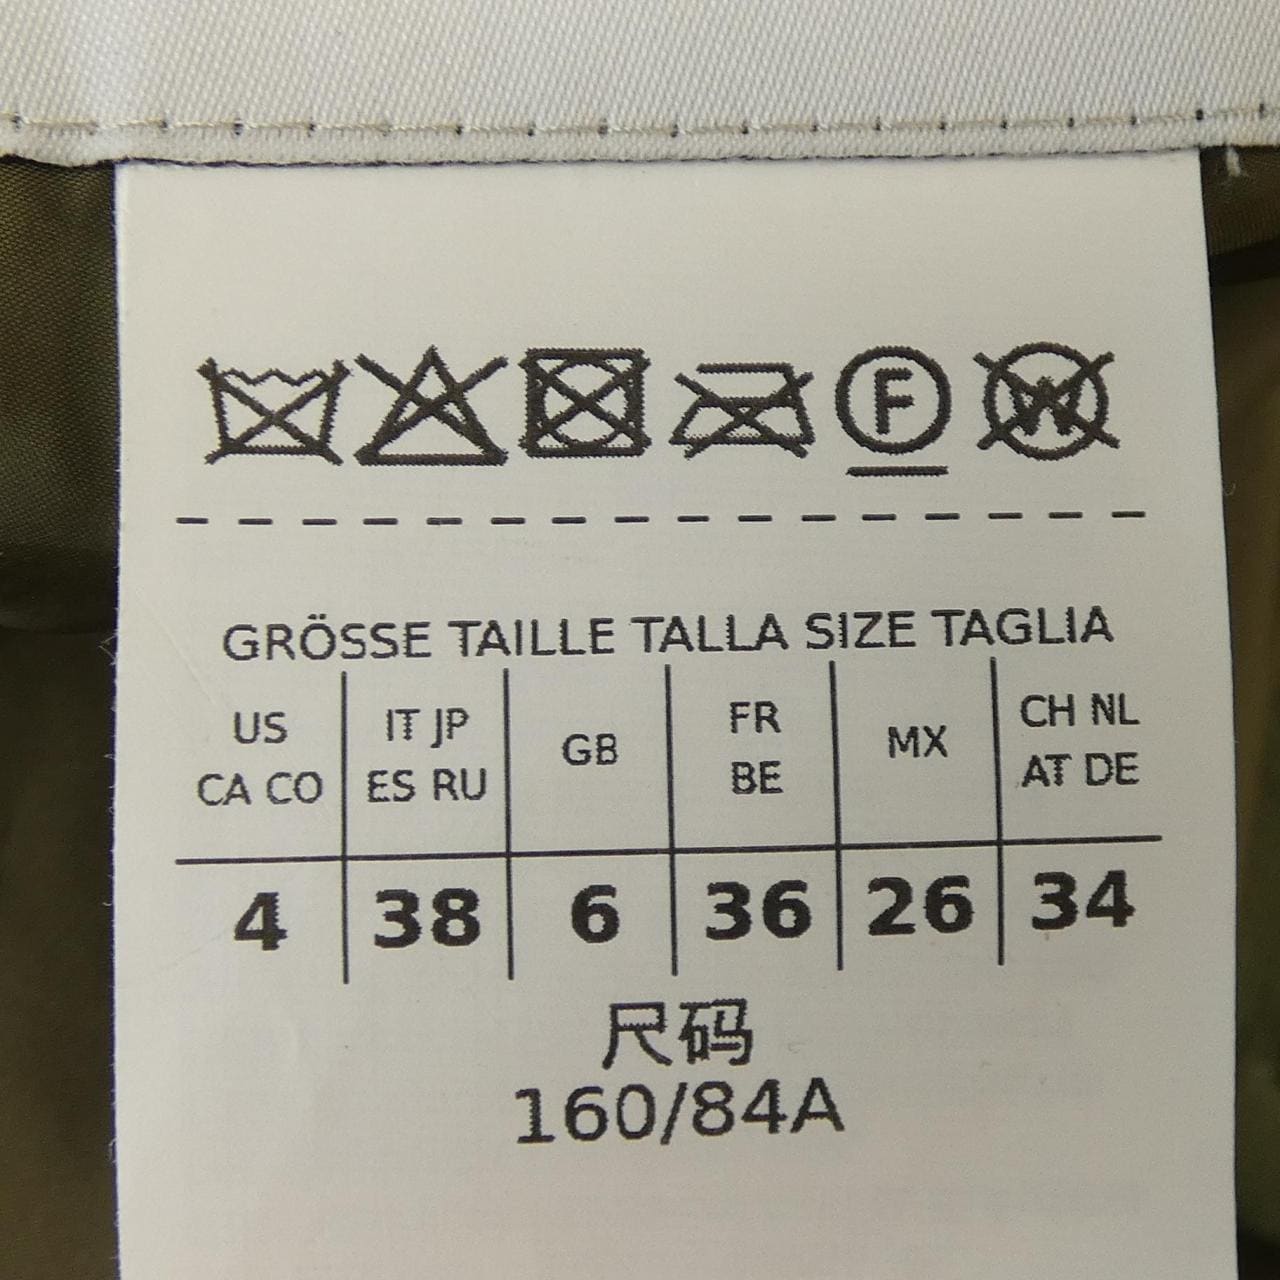 F W
GRÖSSE TAILLE TALLA SIZE TAGLIA
US IT JP GB FR MX CH NL
CA CO ES RU BE AT DE
4 38 6 36 26 34
尺码
160/84A